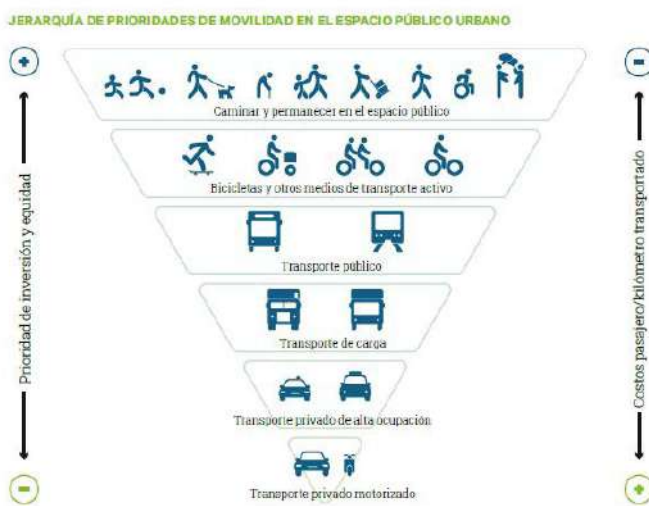 JERARQUÍA DE PRIORIDADES DE MOVILIDAD EN EL ESPACIO PÚBLICO URBANO
Caminar y permanecer en el espacio público
Bicicletas y otros medios de transporte activo
Transporte público
Transporte de carga
Transporte privado de alta ocupación
Transporte privado motorizado
Prioridad de inversión y equidad
Costos pasajero/kilómetro transportado